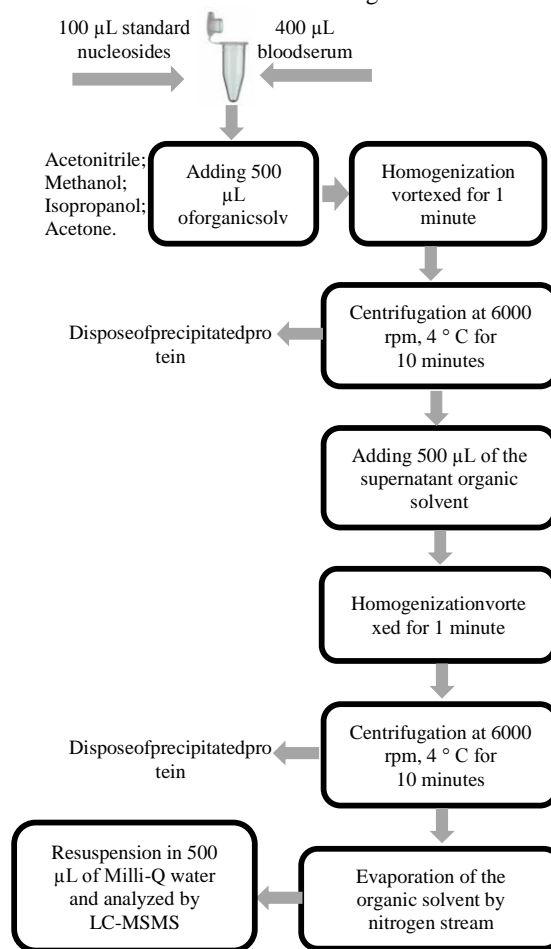 100 µL standard
nucleosides
400 µL
bloodserum
Acetonitrile;
Methanol;
Isopropanol;
Acetone.
Adding 500
µL
oforganicsolv
Homogenization
vortexed for 1
minute
Centrifugation at 6000
rpm, 4 ° C for
10 minutes
Disposeofprecipitatedpro
tein
Adding 500 µL of the
supernatant organic
solvent
Homogenizationvorte
xed for 1 minute
Centrifugation at 6000
rpm, 4 ° C for
10 minutes
Disposeofprecipitatedpro
tein
Evaporation of the
organic solvent by
nitrogen stream
Resuspension in 500
µL of Milli-Q water
and analyzed by
LC-MSMS